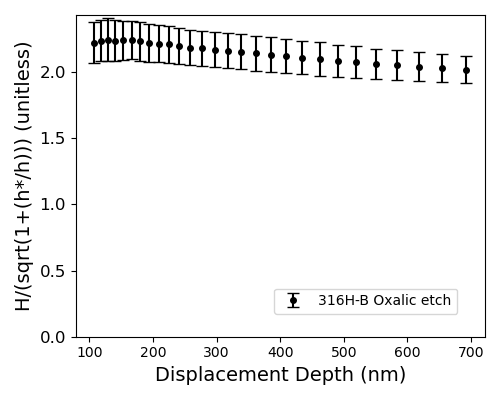 H/(sqrt(1+(h*/h))) (unitless)
2.0
1.5
1.0
0.5
0.0
316H-B Oxalic etch
100 200 300 400 500 600 700
Displacement Depth (nm)